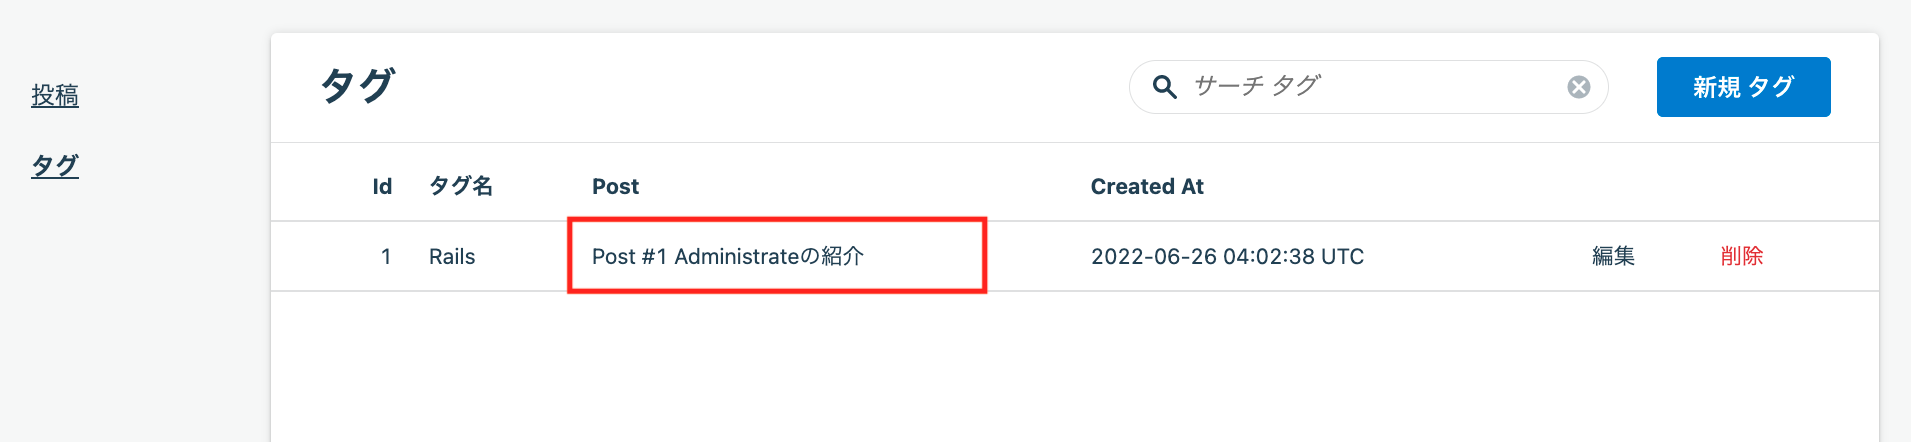 投稿
タグ
タグ
サーチ タグ
新規 タグ
Id タグ名 Post Created At
1 Rails Post #1 Administrateの紹介 2022-06-26 04:02:38 UTC 編集 削除